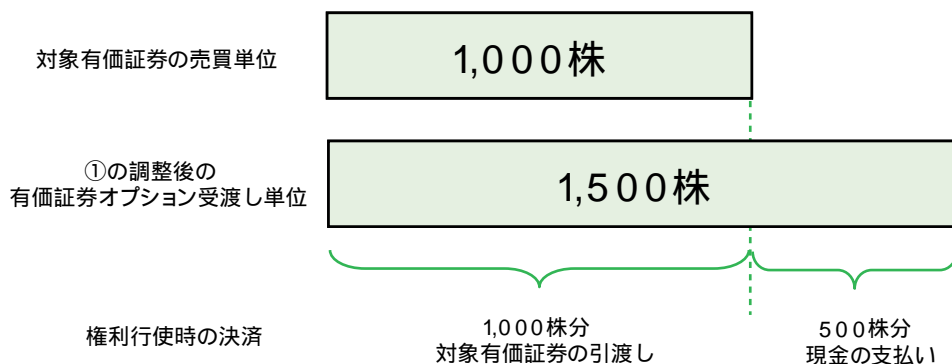 対象有価証券の売買単位
1,000株
①の調整後の
有価証券オプション受渡し単位
1,500株
権利行使時の決済
1,000株分
対象有価証券の引渡し
500株分
現金の支払い